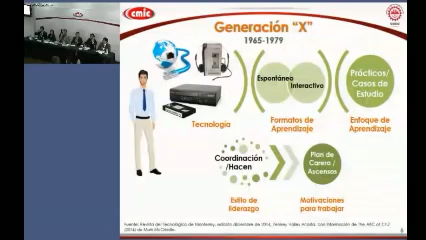 cmic
Generación "X"
1965-1979
Espontáneo
Interactivo
Prácticos/
Casos de
Estudio
Tecnología
Formatos de
Aprendizaje
Enfoque de
Aprendizaje
Coordinación
/Hacen
Plan de
Carera /
Ascensos
Estilo de
liderazgo
Motivaciones
para trabajar